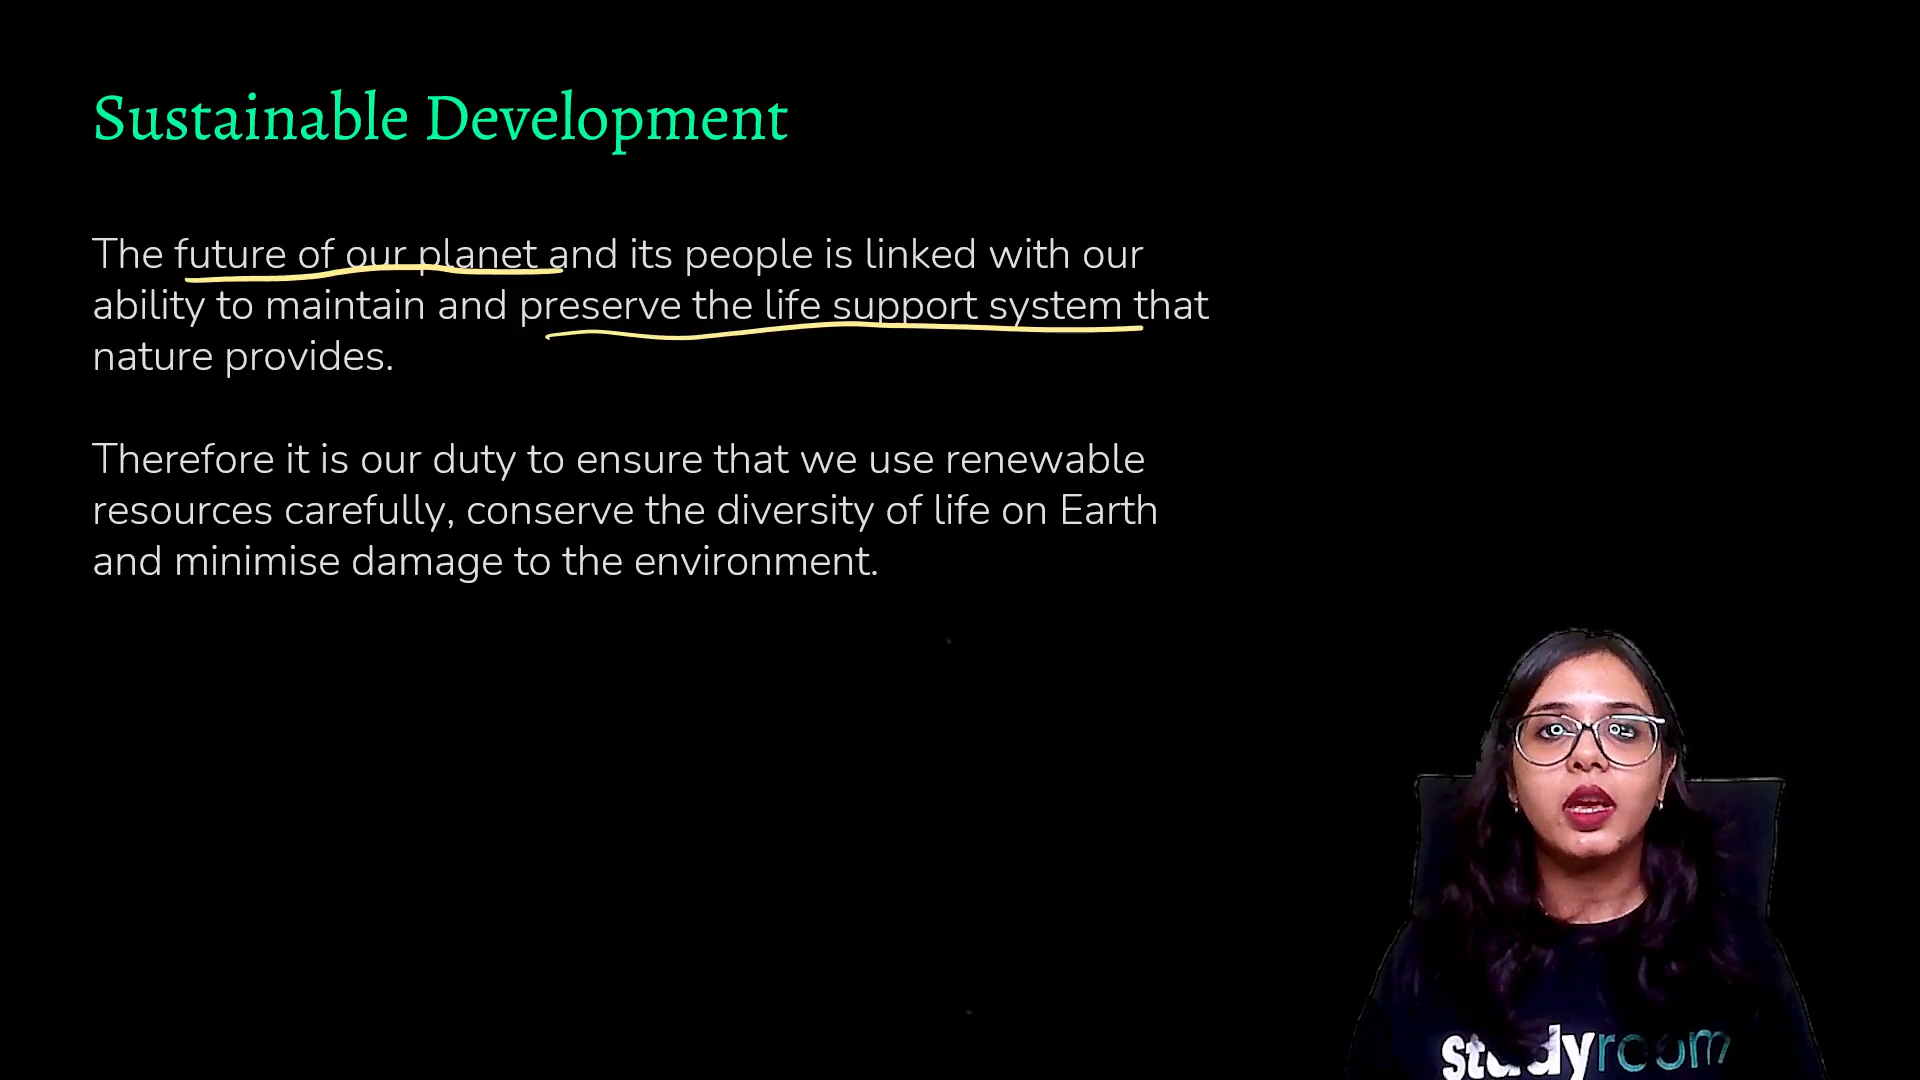 Sustainable Development
The future of our planet and its people is linked with our
ability to maintain and preserve the life support system that
nature provides.
Therefore it is our duty to ensure that we use renewable
resources carefully, conserve the diversity of life on Earth
and minimise damage to the environment.
studyroom